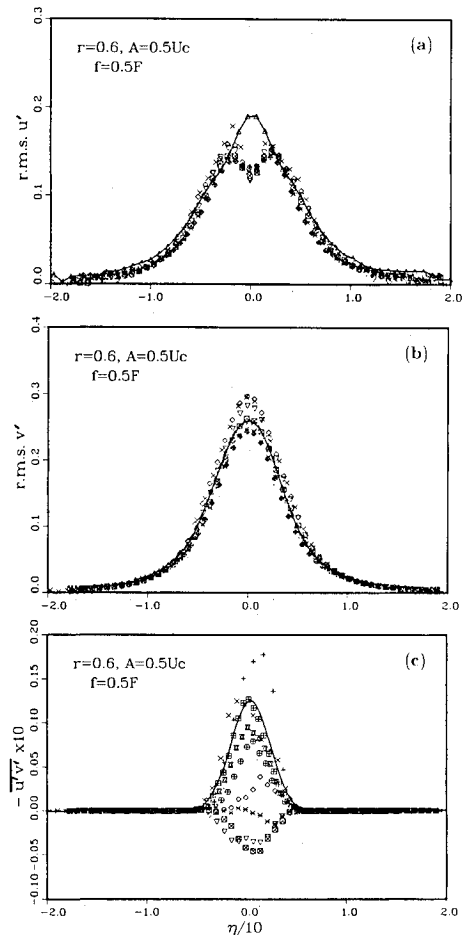 0.3
(a)
r=0.6, A=0.5Uc
f=0.5F
0.2
r.m.s. u'
0.1
0.0
-2.0 -1.0 0.0 1.0 2.0
0.4
(b)
r=0.6, A=0.5Uc
f=0.5F
0.3
r.m.s. v'
0.2
0.1
0.0
-2.0 -1.0 0.0 1.0 2.0
0.20
(c)
r=0.6, A=0.5Uc
f=0.5F
0.15
0.10
- u'v' x10
0.05
0.00
-0.05
-0.10
-2.0 -1.0 0.0 1.0 2.0
η/10